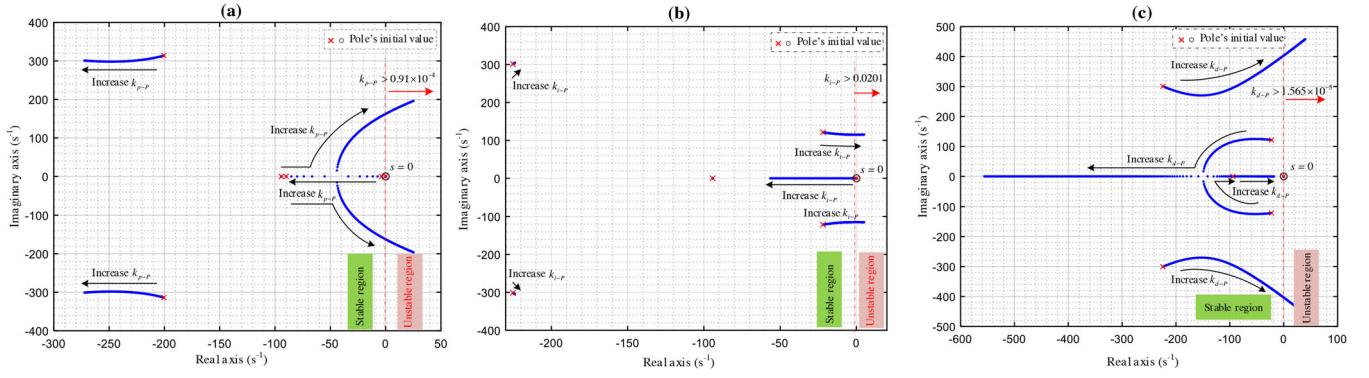 (a)
× ○ Pole's initial value
k_{p-P} > 0.91×10^{-4}
Increase k_{p-P}
Increase k_{p-P}
s = 0
Increase k_{p-P}
Increase k_{p-P}
Increase k_{p-P}
Stable region
Unstable region
400
300
200
100
0
-100
-200
-300
-400
-300
-250
-200
-150
-100
-50
0
50
Imaginary axis (s^{-1})
Real axis (s^{-1})
(b)
× ○ Pole's initial value
k_{i-P} > 0.0201
Increase k_{i-P}
Increase k_{i-P}
s = 0
Increase k_{i-P}
Increase k_{i-P}
Increase k_{i-P}
Stable region
Unstable region
400
300
200
100
0
-100
-200
-300
-400
-200
-150
-100
-50
0
Imaginary axis (s^{-1})
Real axis (s^{-1})
(c)
× ○ Pole's initial value
Increase k_{d-P}
k_{d-P} > 1.565×10^{-5}
Increase k_{d-P}
s = 0
Increase k_{d-P}
Increase k_{d-P}
Stable region
Unstable region
500
400
300
200
100
0
-100
-200
-300
-400
-500
-600
-500
-400
-300
-200
-100
0
100
Imaginary axis (s^{-1})
Real axis (s^{-1})